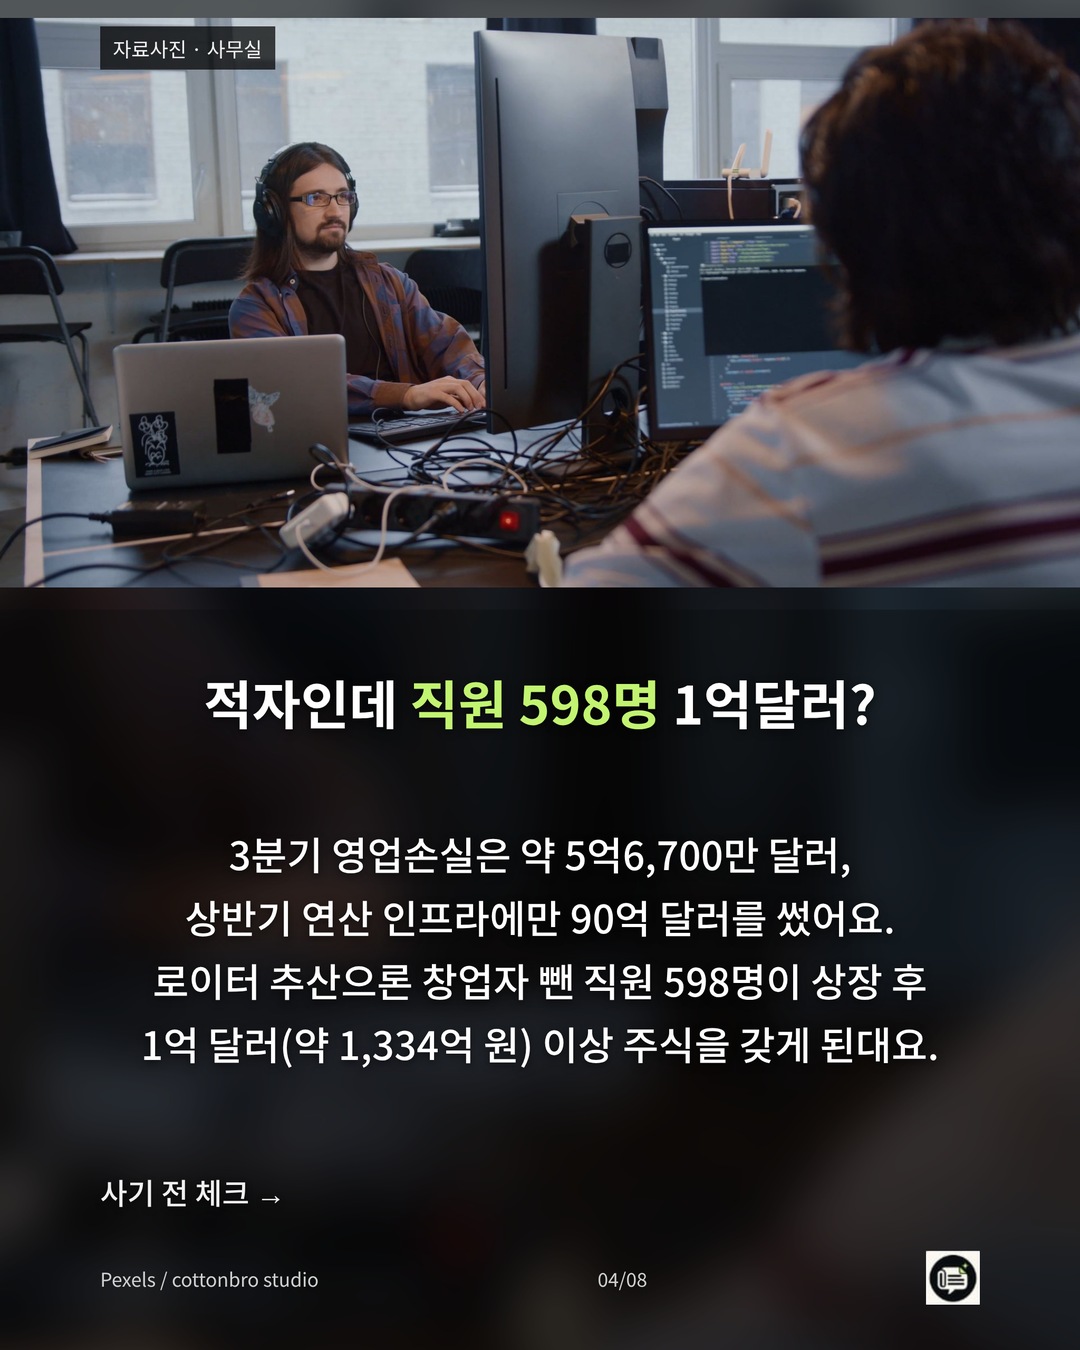 자료사진 · 사무실
적자인데 직원 598명 1억달러?
3분기 영업손실은 약 5억6,700만 달러,
상반기 연산 인프라에만 90억 달러를 썼어요.
로이터 추산으론 창업자 뺀 직원 598명이 상장 후
1억 달러(약 1,334억 원) 이상 주식을 갖게 된대요.
사기 전 체크 →
Pexels / cottonbro studio
04/08